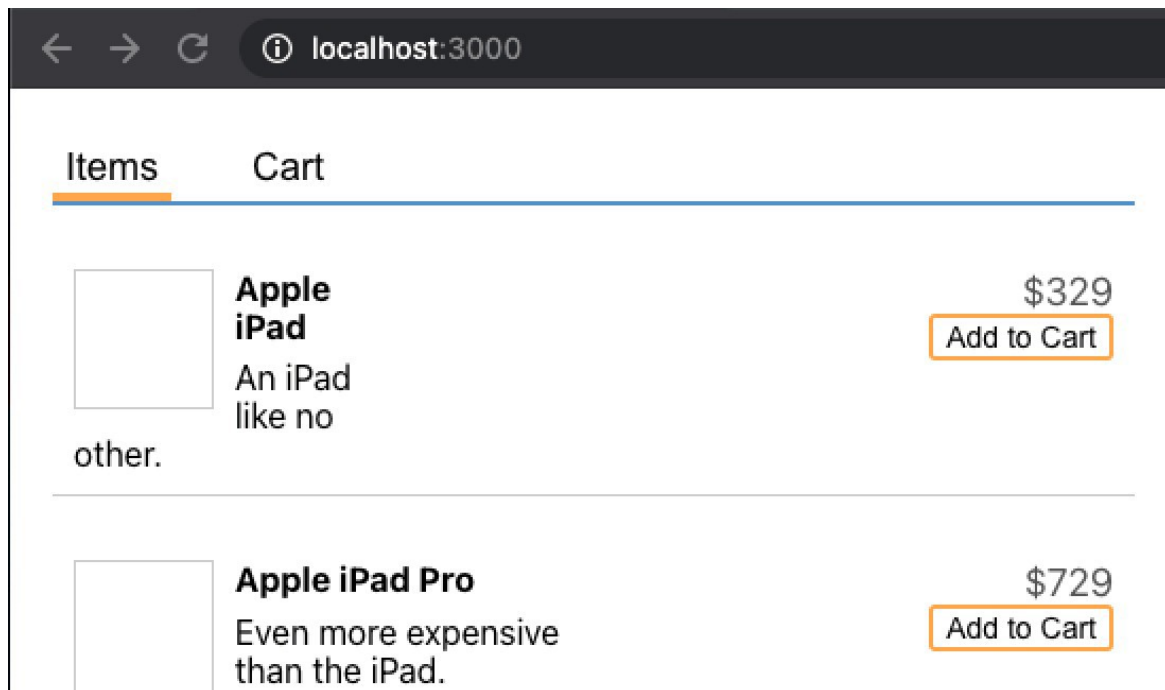 localhost:3000
Items Cart
Apple
iPad
$329
Add to Cart
An iPad
like no
other.
Apple iPad Pro
$729
Add to Cart
Even more expensive
than the iPad.